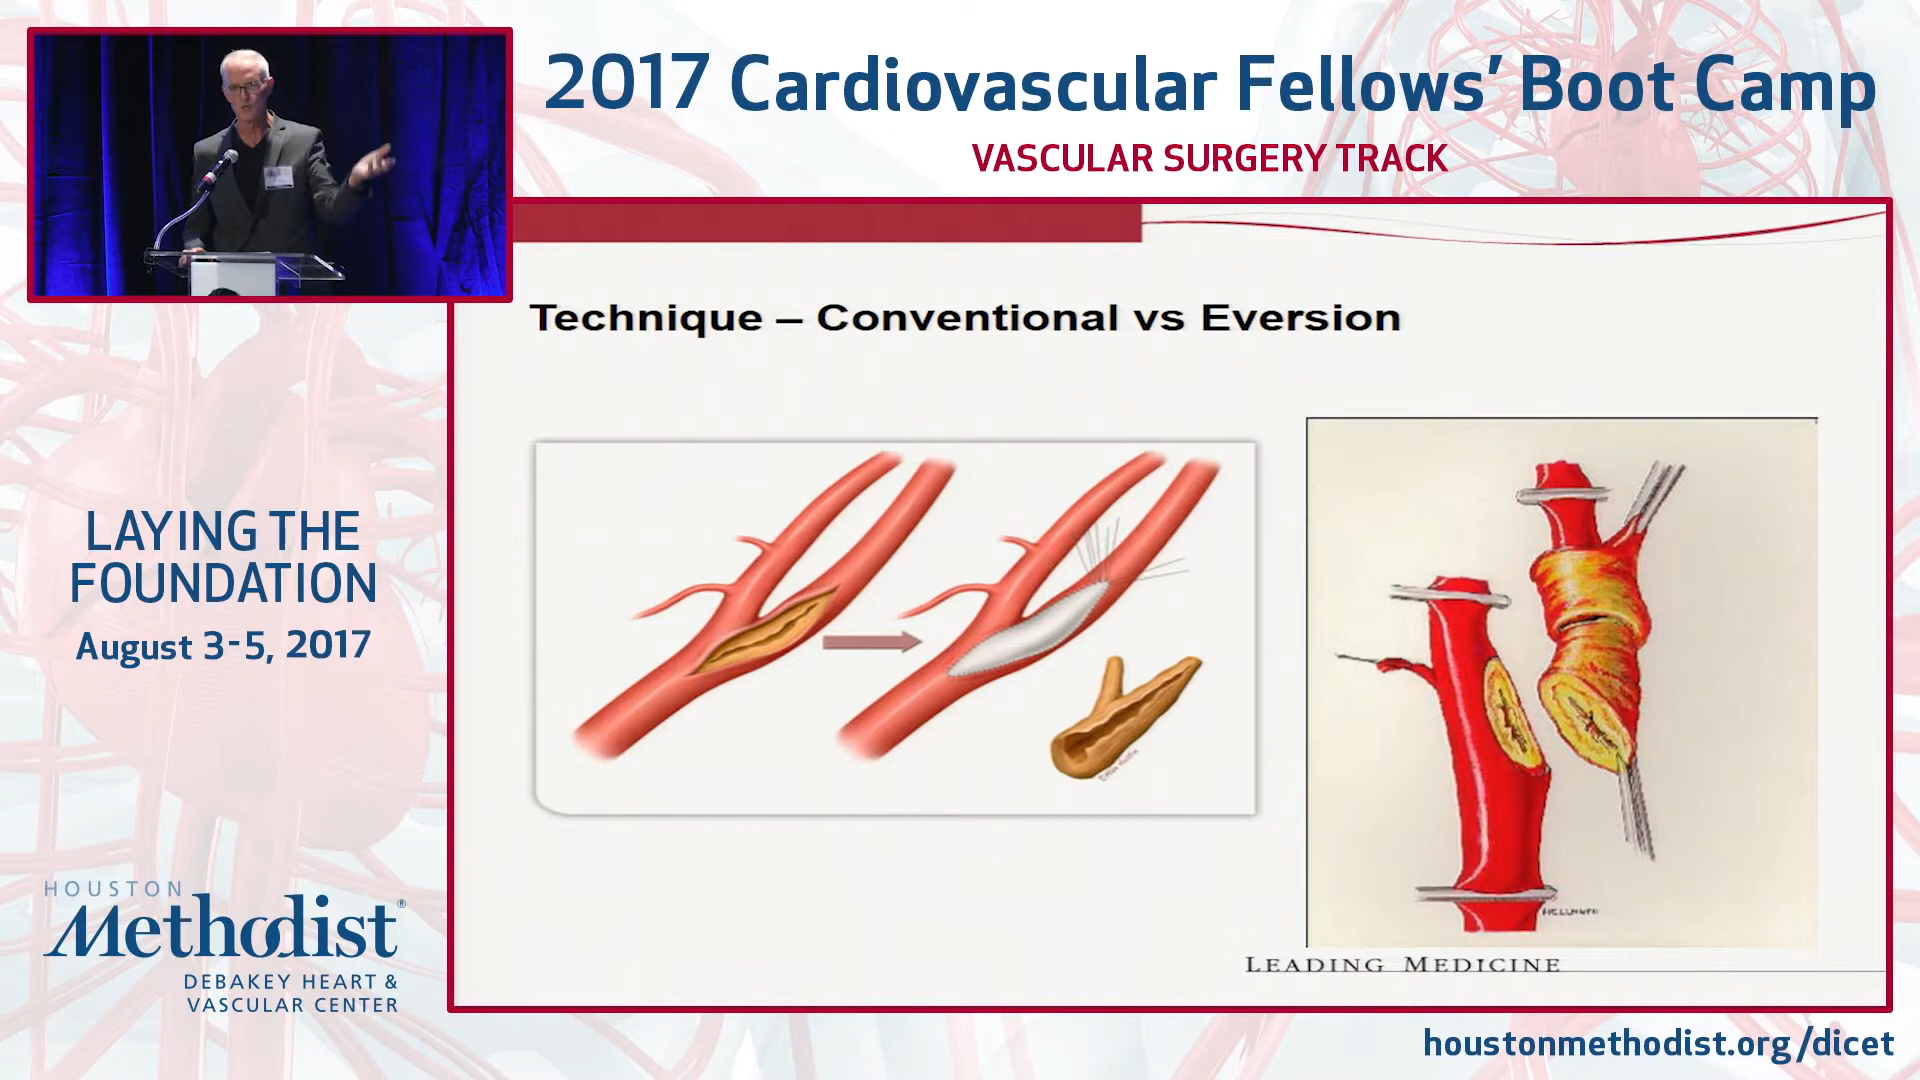 2017 Cardiovascular Fellows’ Boot Camp
VASCULAR SURGERY TRACK
Technique – Conventional vs Eversion
LAYING THE
FOUNDATION
August 3-5, 2017
HOUSTON
Methodist®
DEBAKEY HEART &
VASCULAR CENTER
LEADING MEDICINE
houstonmethodist.org/dicet